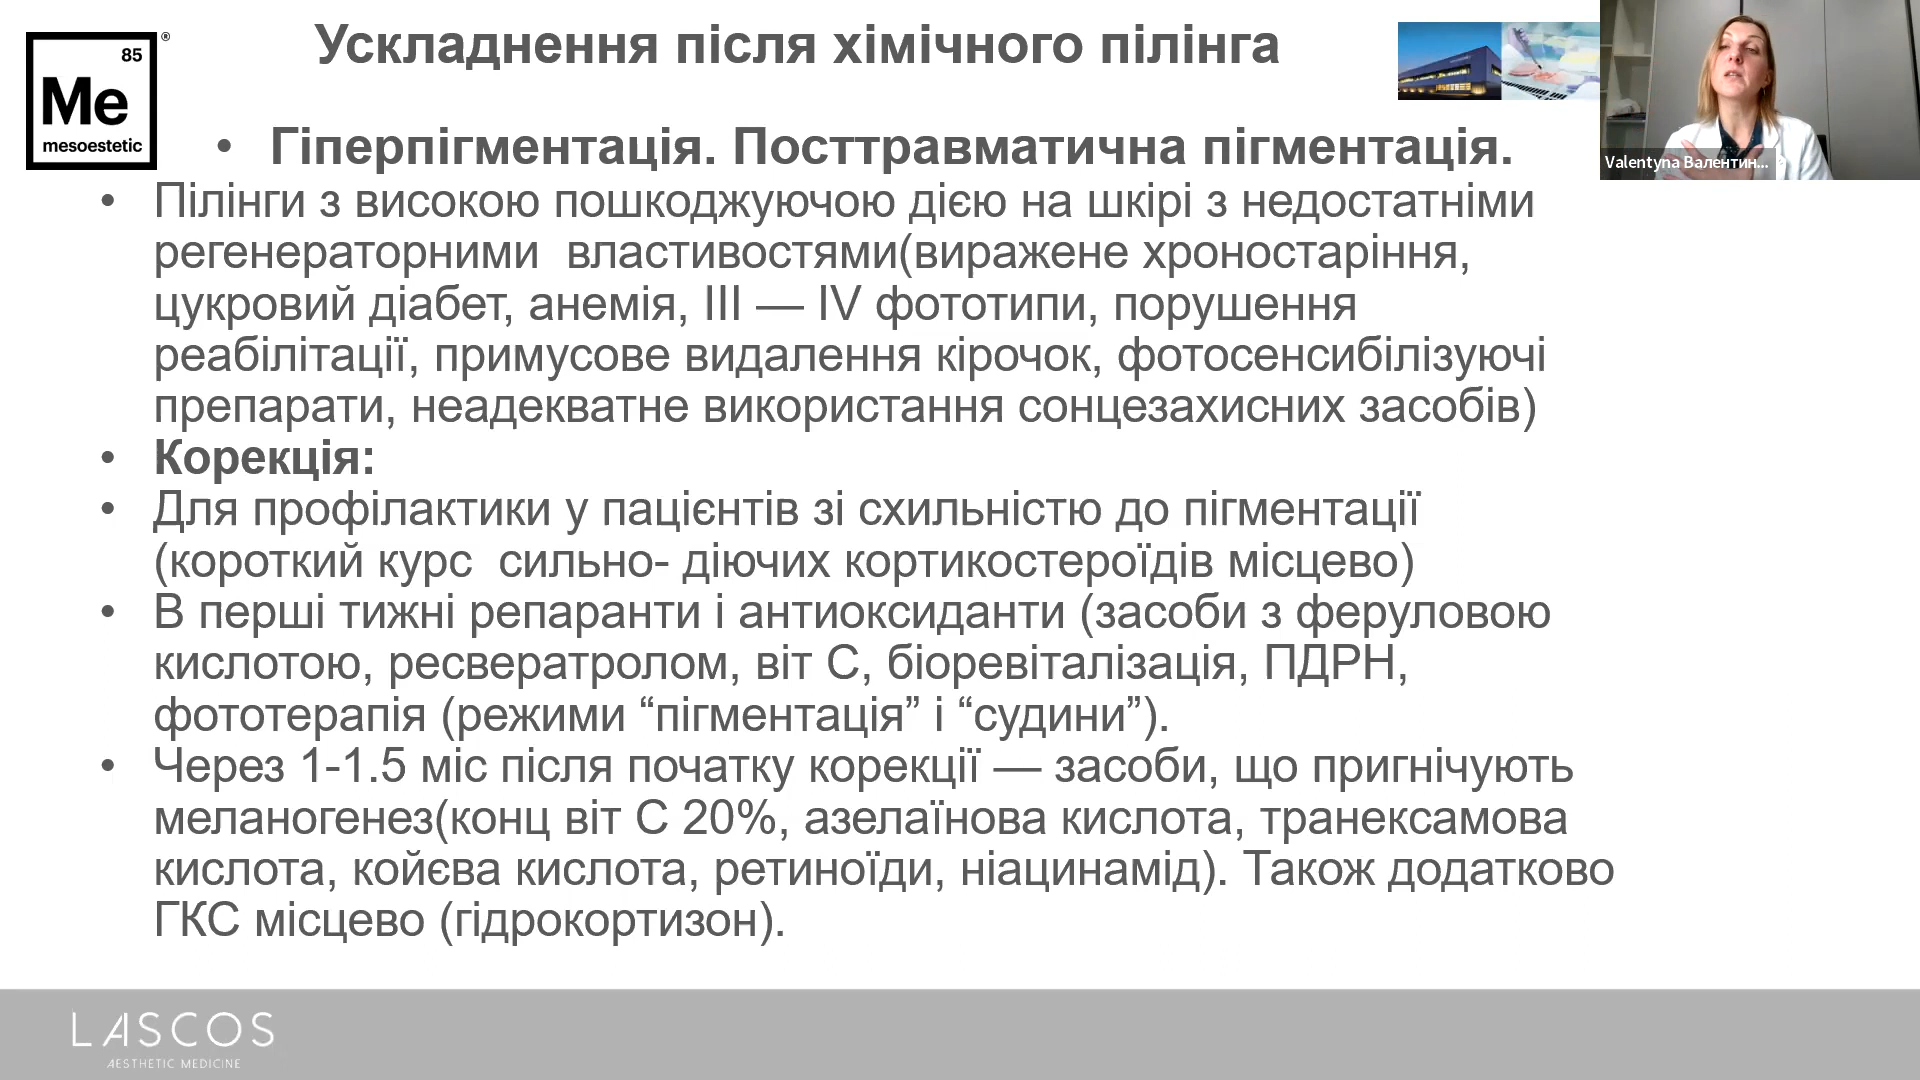 Ускладнення після хімічного пілінга
85
®
Me
mesoestetic
Valentyna Валентин...
• Гіперпігментація. Посттравматична пігментація.
• Пілінги з високою пошкоджуючою дією на шкірі з недостатніми
регенераторними властивостями(виражене хроностаріння,
цукровий діабет, анемія, III — IV фототипи, порушення
реабілітації, примусове видалення кірочок, фотосенсибілізуючі
препарати, неадекватне використання сонцезахисних засобів)
• Корекція:
• Для профілактики у пацієнтів зі схильністю до пігментації
(короткий курс сильно- діючих кортикостероїдів місцево)
• В перші тижні репаранти і антиоксиданти (засоби з феруловою
кислотою, ресвератролом, віт С, біоревіталізація, ПДРН,
фототерапія (режими “пігментація” і “судини”).
• Через 1-1.5 міс після початку корекції — засоби, що пригнічують
меланогенез(конц віт С 20%, азелаїнова кислота, транексамова
кислота, койєва кислота, ретиноїди, ніацинамід). Також додатково
ГКС місцево (гідрокортизон).
LASCOS
AESTHETIC MEDICINE